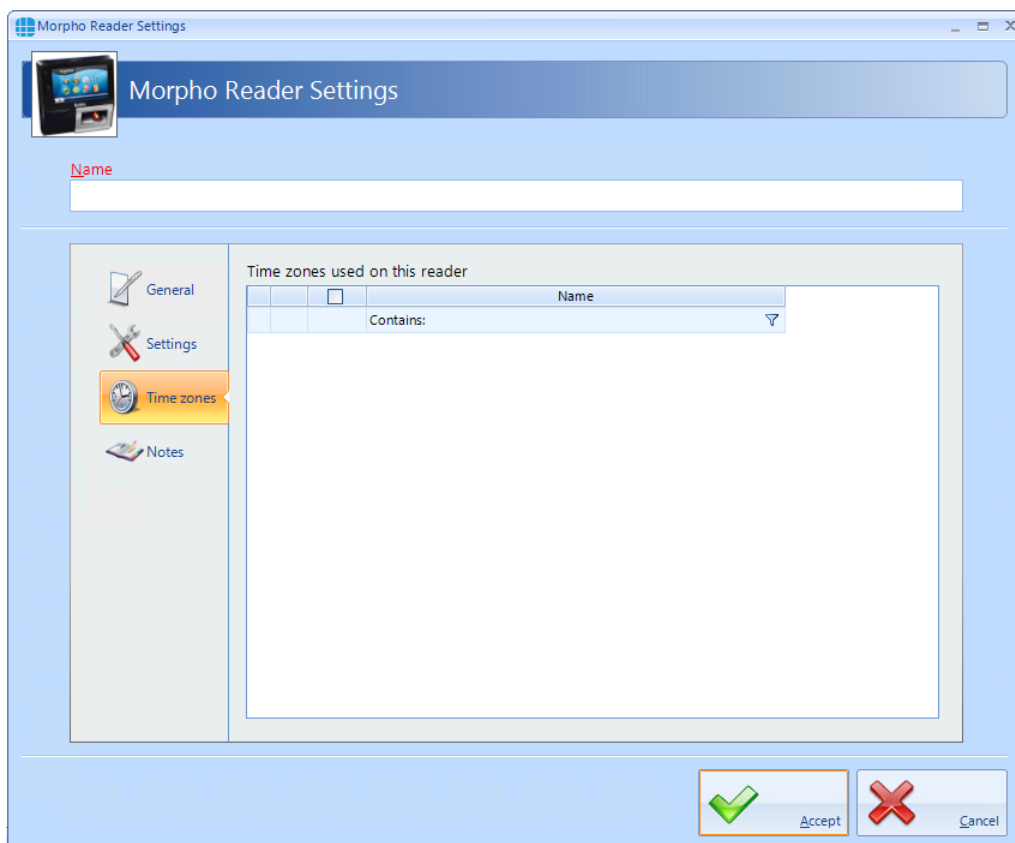 Morpho Reader Settings
Morpho Reader Settings
Name
General
Settings
Time zones
Notes
Time zones used on this reader
Name
Contains:
Accept
Cancel